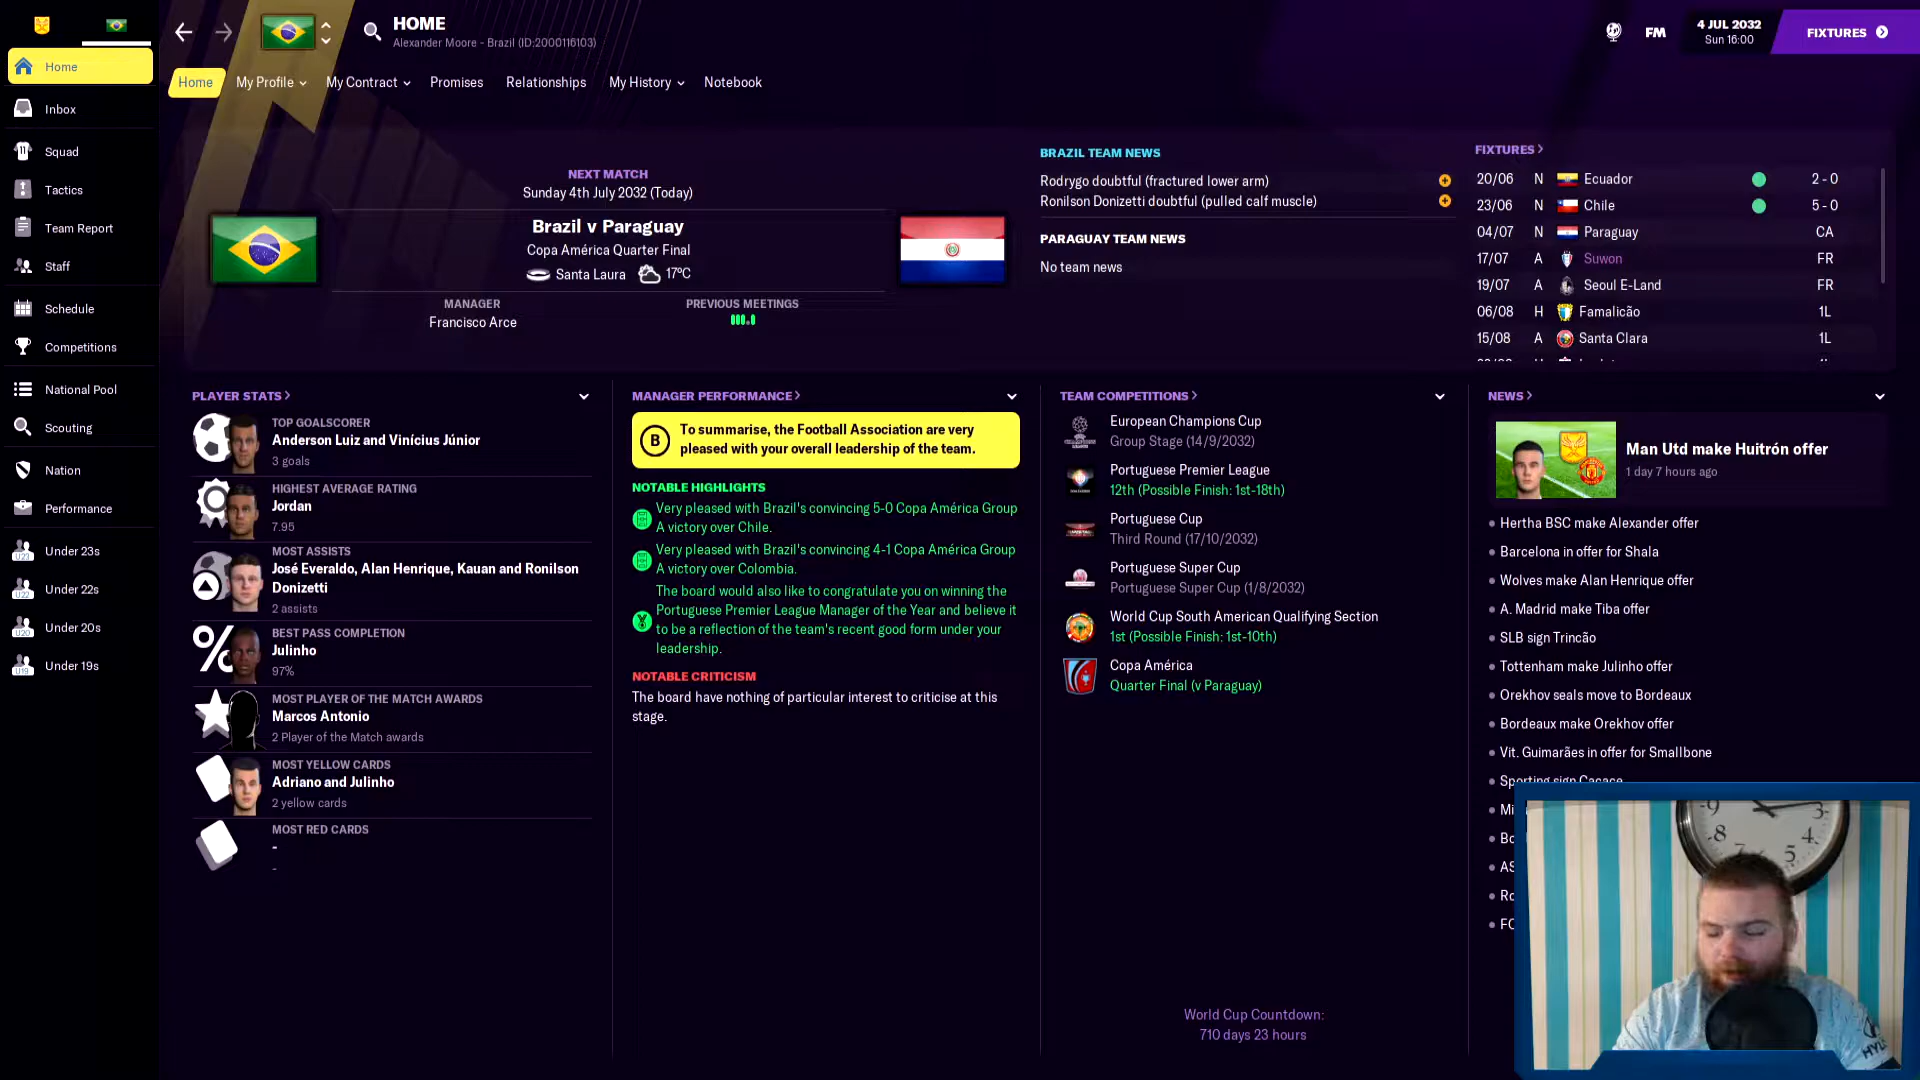 HOME
Alexander Moore - Brazil (ID:2000116103)
FM
4 JUL 2032
Sun 16:00
FIXTURES
Home
Inbox
Squad
Tactics
Team Report
Staff
Schedule
Competitions
National Pool
Scouting
Nation
Performance
Under 23s
Under 22s
Under 20s
Under 19s
Home
My Profile
My Contract
Promises
Relationships
My History
Notebook
NEXT MATCH
Sunday 4th July 2032 (Today)
Brazil v Paraguay
Copa América Quarter Final
Santa Laura
17°C
MANAGER
Francisco Arce
PREVIOUS MEETINGS
BRAZIL TEAM NEWS
Rodrygo doubtful (fractured lower arm)
Ronilson Donizetti doubtful (pulled calf muscle)
PARAGUAY TEAM NEWS
No team news
FIXTURES
20/06 N Ecuador 2 - 0
23/06 N Chile 5 - 0
04/07 N Paraguay CA
17/07 A Suwon FR
19/07 A Seoul E-Land FR
06/08 H Famalicão 1L
15/08 A Santa Clara 1L
PLAYER STATS
TOP GOALSCORER
Anderson Luiz and Vinícius Júnior
3 goals
HIGHEST AVERAGE RATING
Jordan
7.95
MOST ASSISTS
José Everaldo, Alan Henrique, Kauan and Ronilson
Donizetti
2 assists
BEST PASS COMPLETION
Julinho
97%
MOST PLAYER OF THE MATCH AWARDS
Marcos Antonio
2 Player of the Match awards
MOST YELLOW CARDS
Adriano and Julinho
2 yellow cards
MOST RED CARDS
-
-
MANAGER PERFORMANCE
B
To summarise, the Football Association are very
pleased with your overall leadership of the team.
NOTABLE HIGHLIGHTS
Very pleased with Brazil's convincing 5-0 Copa América Group
A victory over Chile.
Very pleased with Brazil's convincing 4-1 Copa América Group
A victory over Colombia.
The board would also like to congratulate you on winning the
Portuguese Premier League Manager of the Year and believe it
to be a reflection of the team's recent good form under your
leadership.
NOTABLE CRITICISM
The board have nothing of particular interest to criticise at this
stage.
TEAM COMPETITIONS
European Champions Cup
Group Stage (14/9/2032)
Portuguese Premier League
12th (Possible Finish: 1st-18th)
Portuguese Cup
Third Round (17/10/2032)
Portuguese Super Cup
Portuguese Super Cup (1/8/2032)
World Cup South American Qualifying Section
1st (Possible Finish: 1st-10th)
Copa América
Quarter Final (v Paraguay)
World Cup Countdown:
710 days 23 hours
NEWS
Man Utd make Huitrón offer
1 day 7 hours ago
Hertha BSC make Alexander offer
Barcelona in offer for Shala
Wolves make Alan Henrique offer
A. Madrid make Tiba offer
SLB sign Trincão
Tottenham make Julinho offer
Orekhov seals move to Bordeaux
Bordeaux make Orekhov offer
Vit. Guimarães in offer for Smallbone
Sporting sign Cacace
9
3
8
4
5